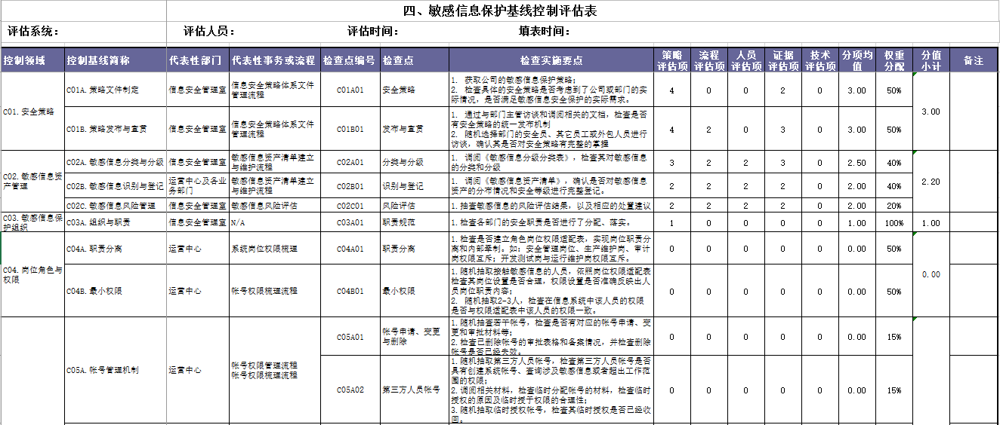 四、敏感信息保护基线控制评估表
评估系统： 评估人员： 评估时间： 填表时间：
控制领域 控制基线简称 代表性部门 代表性事务或流程 检查点编号 检查点 检查实施要点 策略评估项 流程评估项 人员评估项 证据评估项 技术评估项 分项均值 权重分配 分值小计 备注
C01.安全策略
C01A.策略文件制定 信息安全管理室 信息安全策略体系文件管理流程 C01A01 安全策略
1. 获取公司的敏感信息保护策略；
2. 检查具体的安全策略是否考虑到了公司或部门的实
际情况，是否满足敏感信息安全保护的实际需求。
4 0 0 2 0 3.00 50%
3.00
C01B.策略发布与宣贯 信息安全管理室 信息安全策略体系文件管理流程 C01B01 发布与宣贯
1. 通过与部门主管访谈和调阅相关的文档，检查是否
有安全策略的统一发布机制
2. 随机选择部门的安全员、其它员工或外包人员进行
访谈，确认其是否对安全策略有完整的掌握
4 2 0 3 0 3.00 50%
C02.敏感信息资产管理
C02A.敏感信息分类与分级 信息安全管理室 敏感信息资产清单建立与维护流程 C02A01 分类与分级
1. 调阅《敏感信息分级分类表》，检查其对敏感信息
的分类和分级
3 2 2 3 0 2.50 40%
2.20
C02B.敏感信息识别与登记 运营中心及各业务部门 敏感信息资产清单建立与维护流程 C02B01 识别与登记
1. 调阅《敏感信息资产清单》，确认是否对敏感信息
资产的分布情况和安全等级进行完整登记。
2 2 2 2 0 2.00 40%
C02C.敏感信息风险管理 信息安全管理室 敏感信息风险评估 C02C01 风险评估
1.抽查敏感信息的风险评估结果，以及相应的处置建议
2 2 2 2 0 2.00 20%
C03.敏感信息保护组织
C03A.组织与职责 信息安全管理室 N/A C03A01 职责规范
1.检查各部门的安全职责是否进行了分配、落实。
1 0 0 0 0 1.00 100% 1.00
C04.岗位角色与权限
C04A.职责分离 运营中心 系统岗位权限梳理 C04A01 职责分离
1.检查是否建立角色岗位权限适配表，实现岗位职责分
离和内部牵制。如：安全管理岗位、生产维护岗、审计
岗权限互斥；开发测试岗与运行维护岗权限互斥。
0 0 0 0 0 0.00 50%
0.00
C04B.最小权限 运营中心 帐号权限梳理流程 C04B01 最小权限
1.随机抽取接触敏感信息的人员，依照岗位权限适配表
检查其岗位设置是否合理，权限设置是否准确反映出人
员岗位职责内容；
2. 随机抽取2-3人，检查在信息系统中该人员的权限
是否与权限适配表中该人员的权限一致。
0 0 0 0 0 0.00 50%
C05A.帐号管理机制 运营中心 帐号权限管理流程
帐号权限梳理流程
C05A01 帐号申请、变更与删除
1.随机抽查若干帐号，检查是否有对应的帐号申请、变
更和审批材料等；
2.检查已删除帐号的审批表格和备案情况，并检查删除
帐号是否已经失效。
0 0 0 0 0 0.00 15%
C05A02 第三方人员帐号
1.随机抽取第三方人员帐号，检查第三方人员帐号是否
具有创建系统帐号、查询涉及敏感信息或者超出工作范
围的权限；
2.调阅相关材料，检查临时分配帐号的材料，检查临时
授权的原因及临时授于权限的合理性；
3.随机抽取临时授权帐号，检查其临时授权是否已经收
回。
0 0 0 0 0 0.00 15%